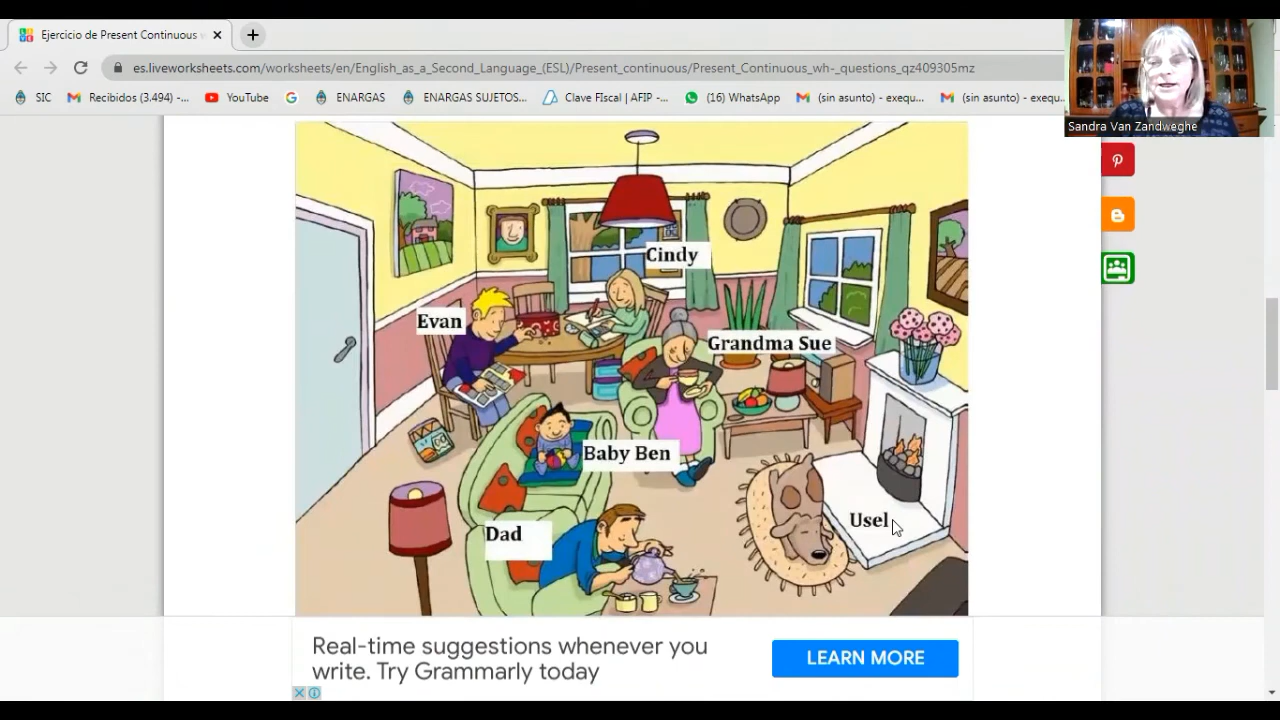 Ejercicio de Present Continuous w
es.liveworksheets.com/worksheets/en/English_as_a_Second_Language_(ESL)/Present_continuous/Present_Continuous_wh-_questions_qz409305mz
SIC
Recibidos (3.494) -...
YouTube
ENARGAS
ENARGAS SUJETOS...
Clave FIscal | AFIP -...
(16) WhatsApp
(sin asunto) - exequ...
(sin asunto) - exequ...
Sandra Van Zandweghe
Cindy
Evan
Grandma Sue
Baby Ben
Usel
Dad
Real-time suggestions whenever you
write. Try Grammarly today
LEARN MORE